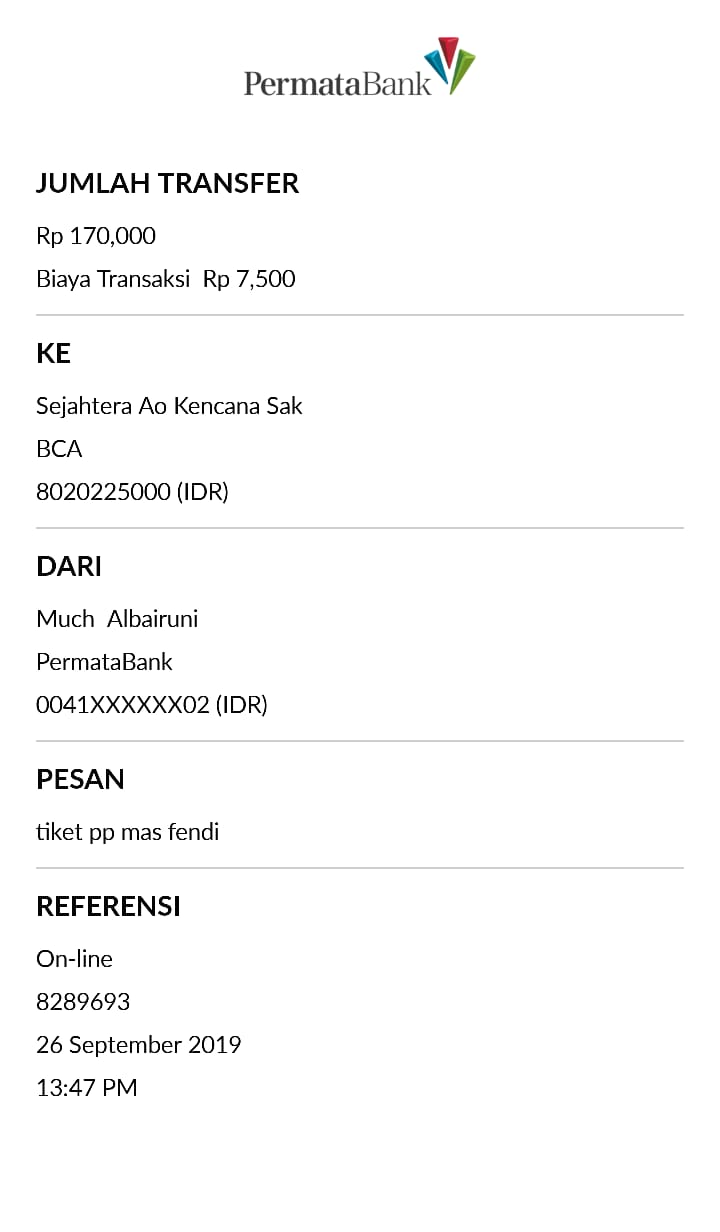 PermataBank
JUMLAH TRANSFER
Rp 170,000
Biaya Transaksi  Rp 7,500
KE
Sejahtera Ao Kencana Sak
BCA
8020225000 (IDR)
DARI
Much  Albairuni
PermataBank
0041XXXXXX02 (IDR)
PESAN
tiket pp mas fendi
REFERENSI
On-line
8289693
26 September 2019
13:47 PM